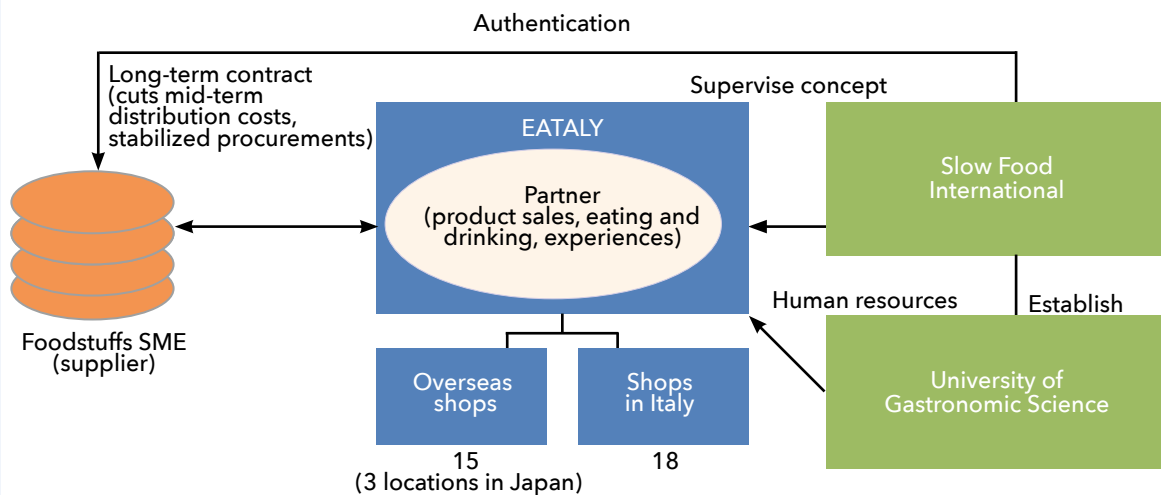 Authentication
Long-term contract
(cuts mid-term
distribution costs,
stabilized procurements)
Supervise concept
EATALY
Partner
(product sales, eating and
drinking, experiences)
Slow Food
International
Human resources
Establish
Foodstuffs SME
(supplier)
Overseas
shops
Shops
in Italy
University of
Gastronomic Science
15
(3 locations in Japan)
18